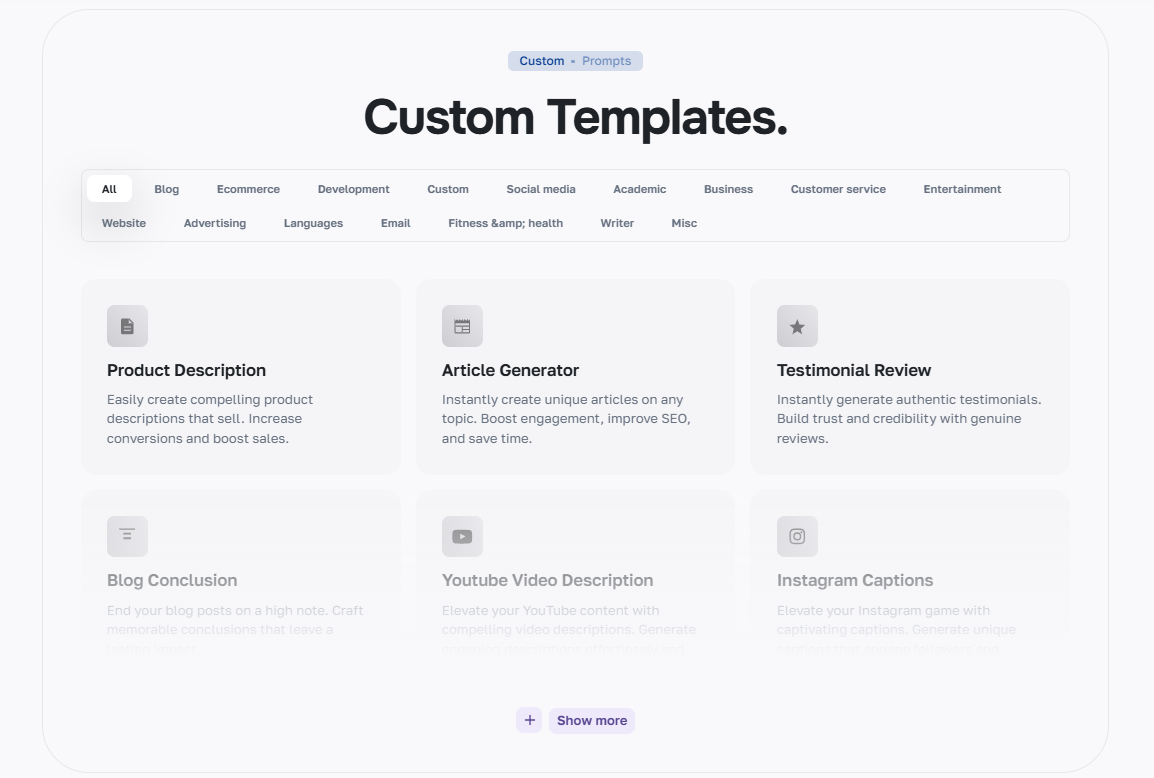 Custom • Prompts
Custom Templates.
All Blog Ecommerce Development Custom Social media Academic Business Customer service Entertainment
Website Advertising Languages Email Fitness &amp; health Writer Misc
Product Description
Easily create compelling product
descriptions that sell. Increase
conversions and boost sales.
Article Generator
Instantly create unique articles on any
topic. Boost engagement, improve SEO,
and save time.
Testimonial Review
Instantly generate authentic testimonials.
Build trust and credibility with genuine
reviews.
Blog Conclusion
End your blog posts on a high note. Craft
memorable conclusions that leave a
Youtube Video Description
Elevate your YouTube content with
compelling video descriptions. Generate
Instagram Captions
Elevate your Instagram game with
captivating captions. Generate unique
+ Show more